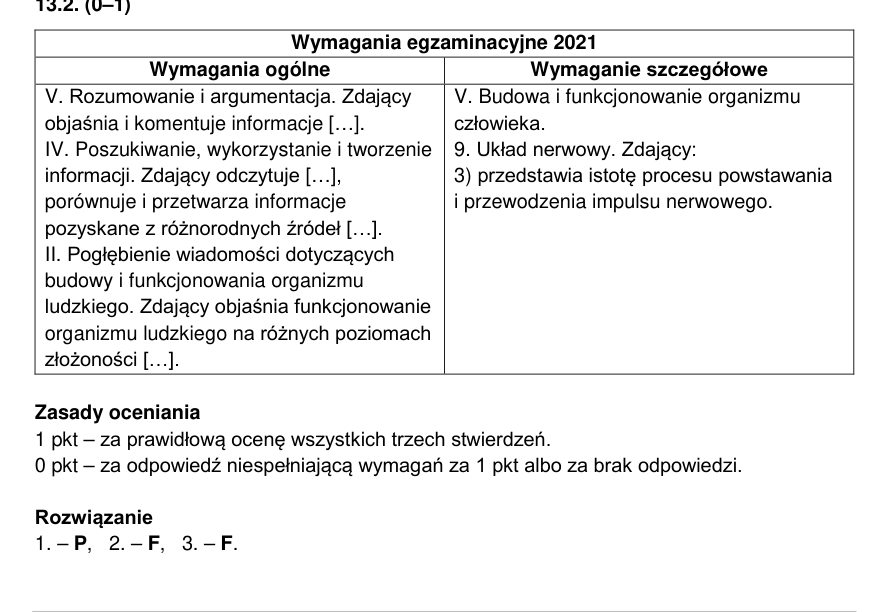 13.2. (0–1)
Wymagania egzaminacyjne 2021
Wymagania ogólne
Wymaganie szczegółowe
V. Rozumowanie i argumentacja. Zdający
objaśnia i komentuje informacje […].
IV. Poszukiwanie, wykorzystanie i tworzenie
informacji. Zdający odczytuje […],
porównuje i przetwarza informacje
pozyskane z różnorodnych źródeł […].
II. Pogłębienie wiadomości dotyczących
budowy i funkcjonowania organizmu
ludzkiego. Zdający objaśnia funkcjonowanie
organizmu ludzkiego na różnych poziomach
złożoności […].
V. Budowa i funkcjonowanie organizmu
człowieka.
9. Układ nerwowy. Zdający:
3) przedstawia istotę procesu powstawania
i przewodzenia impulsu nerwowego.
Zasady oceniania
1 pkt – za prawidłową ocenę wszystkich trzech stwierdzeń.
0 pkt – za odpowiedź niespełniającą wymagań za 1 pkt albo za brak odpowiedzi.
Rozwiązanie
1. – P, 2. – F, 3. – F.